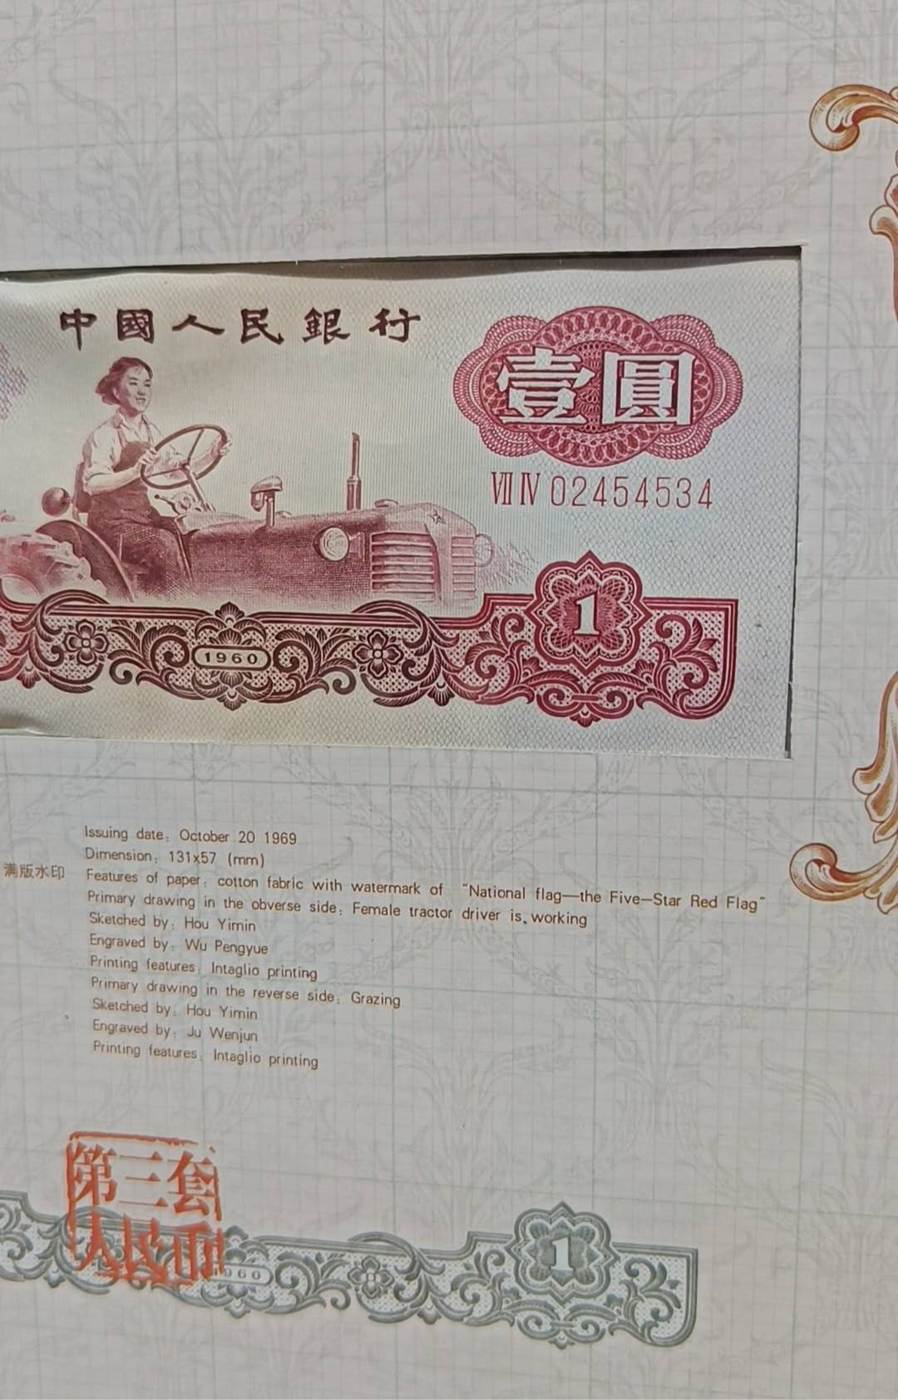 中國人民銀行
壹圓
Ⅶ Ⅳ 02454534
1
1960
Issuing date: October 20 1969
Dimension: 131x57 (mm)
满版水印
Features of paper: cotton fabric with watermark of "National flag—the Five—Star Red Flag"
Primary drawing in the obverse side: Female tractor driver is.working
Sketched by: Hou Yimin
Engraved by: Wu Pengyue
Printing features: Intaglio printing
Primary drawing in the reverse side: Grazing
Sketched by: Hou Yimin
Engraved by: Ju Wenjun
Printing features: Intaglio printing
第三套
人民币
1